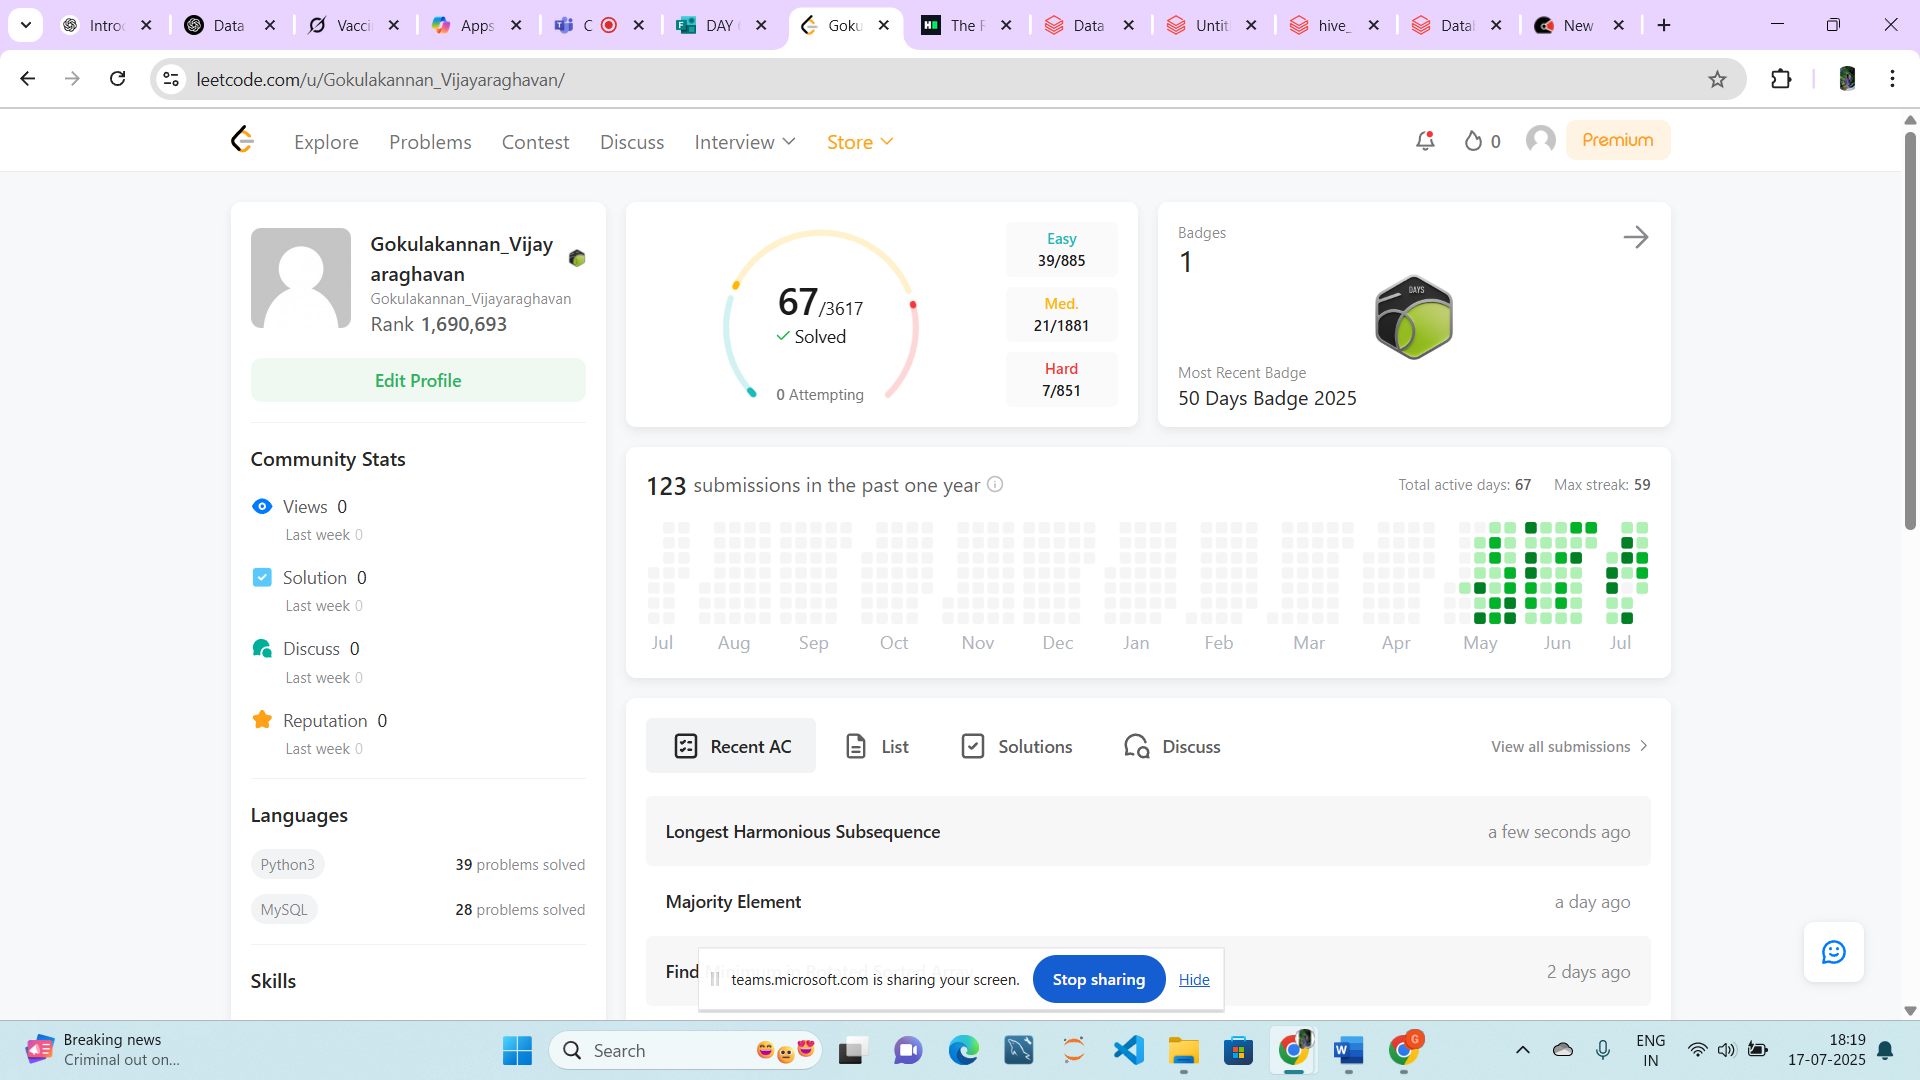 Introd
Data
Vaccin
Apps
C
DAY
Goku
The F
Data
Untit
hive_
Datal
New
leetcode.com/u/Gokulakannan_Vijayaraghavan/
Explore
Problems
Contest
Discuss
Interview
Store
0
Premium
Gokulakannan_Vijay
araghavan
Gokulakannan_Vijayaraghavan
Rank 1,690,693
Edit Profile
Community Stats
Views 0
Last week 0
Solution 0
Last week 0
Discuss 0
Last week 0
Reputation 0
Last week 0
Languages
Python3 39 problems solved
MySQL 28 problems solved
Skills
67/3617
Solved
0 Attempting
Easy
39/885
Med.
21/1881
Hard
7/851
Badges
1
DAYS
Most Recent Badge
50 Days Badge 2025
123 submissions in the past one year
Total active days: 67 Max streak: 59
Jul Aug Sep Oct Nov Dec Jan Feb Mar Apr May Jun Jul
Recent AC
List
Solutions
Discuss
View all submissions
Longest Harmonious Subsequence a few seconds ago
Majority Element a day ago
Find 2 days ago
teams.microsoft.com is sharing your screen. Stop sharing Hide
Breaking news
Criminal out on...
Search
G
ENG
IN
18:19
17-07-2025